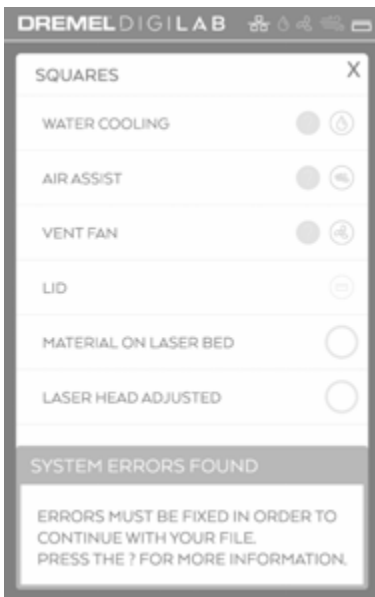 DREMEL DIGILAB
SQUARES X
WATER COOLING
AIR ASSIST
VENT FAN
LID
MATERIAL ON LASER BED
LASER HEAD ADJUSTED
SYSTEM ERRORS FOUND
ERRORS MUST BE FIXED IN ORDER TO
CONTINUE WITH YOUR FILE.
PRESS THE ? FOR MORE INFORMATION.